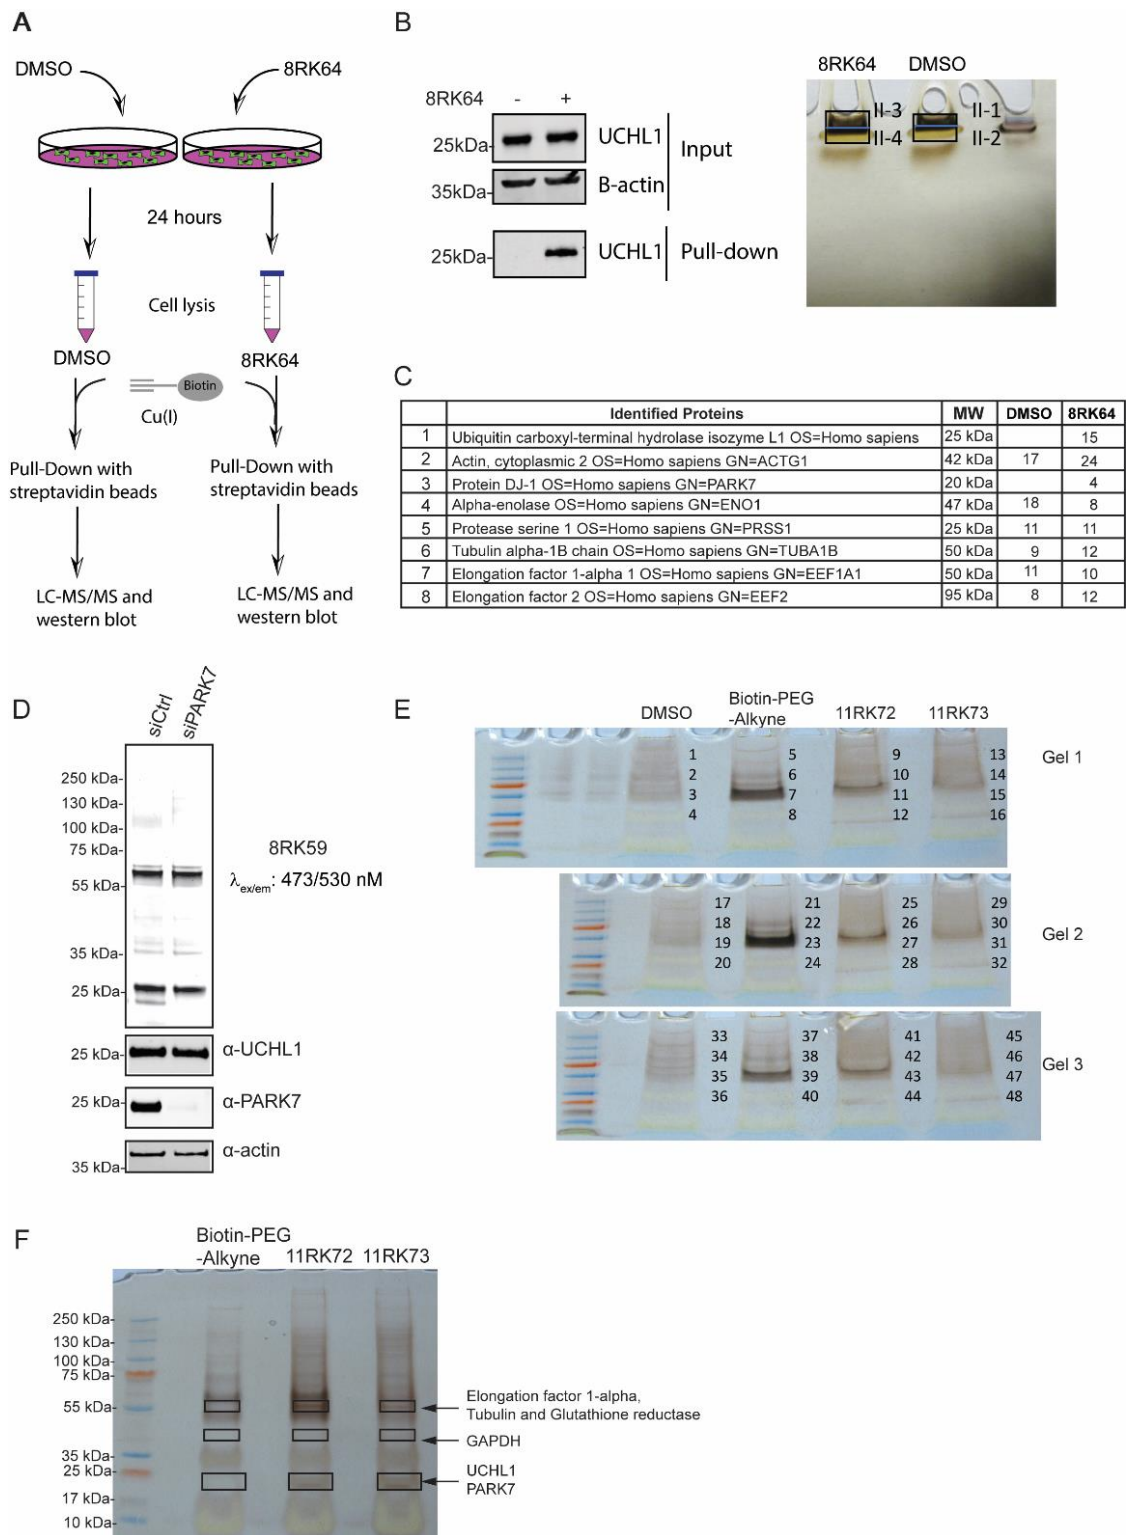 A
DMSO
8RK64
24 hours
Cell lysis
DMSO
8RK64
Biotin
Cu(I)
Pull-Down with
streptavidin beads
Pull-Down with
streptavidin beads
LC-MS/MS and
western blot
LC-MS/MS and
western blot
B
8RK64 - +
25kDa- UCHL1
Input
35kDa- B-actin
25kDa- UCHL1 Pull-down
8RK64 DMSO
II-3 II-1
II-4 II-2
C
Identified Proteins MW DMSO 8RK64
1 Ubiquitin carboxyl-terminal hydrolase isozyme L1 OS=Homo sapiens 25 kDa 15
2 Actin, cytoplasmic 2 OS=Homo sapiens GN=ACTG1 42 kDa 17 24
3 Protein DJ-1 OS=Homo sapiens GN=PARK7 20 kDa 4
4 Alpha-enolase OS=Homo sapiens GN=ENO1 47 kDa 18 8
5 Protease serine 1 OS=Homo sapiens GN=PRSS1 25 kDa 11 11
6 Tubulin alpha-1B chain OS=Homo sapiens GN=TUBA1B 50 kDa 9 12
7 Elongation factor 1-alpha 1 OS=Homo sapiens GN=EEF1A1 50 kDa 11 10
8 Elongation factor 2 OS=Homo sapiens GN=EEF2 95 kDa 8 12
D
siCtrl siPARK7
250 kDa-
130 kDa-
100 kDa-
75 kDa-
55 kDa-
35 kDa-
25 kDa-
8RK59
λex/em: 473/530 nM
25 kDa- α-UCHL1
25 kDa- α-PARK7
α-actin
35 kDa-
E
DMSO Biotin-PEG
-Alkyne 11RK72 11RK73
1 5 9 13 Gel 1
2 6 10 14
3 7 11 15
4 8 12 16
17 21 25 29
18 22 26 30 Gel 2
19 23 27 31
20 24 28 32
33 37 41 45
34 38 42 46 Gel 3
35 39 43 47
36 40 44 48
F
Biotin-PEG
-Alkyne 11RK72 11RK73
250 kDa-
130 kDa-
100 kDa-
75 kDa-
55 kDa-
35 kDa-
25 kDa-
17 kDa-
10 kDa-
Elongation factor 1-alpha,
Tubulin and Glutathione reductase
GAPDH
UCHL1
PARK7